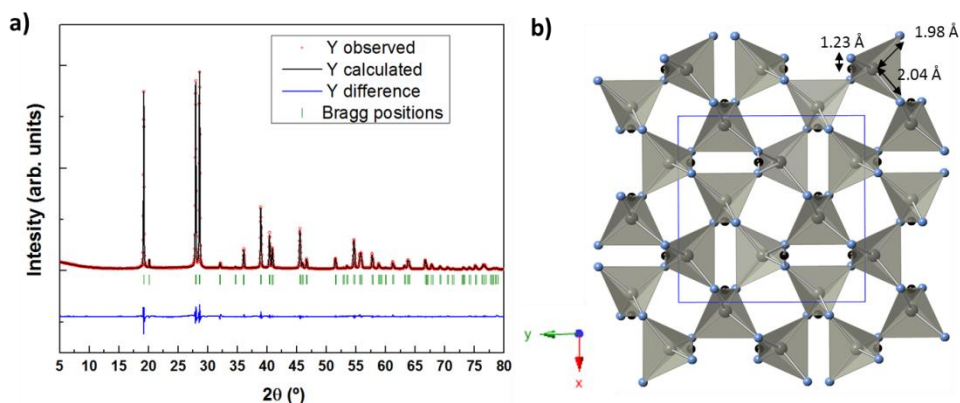 a)
Y observed
Y calculated
Y difference
Bragg positions
Intesity (arb. units)
5 10 15 20 25 30 35 40 45 50 55 60 65 70 75 80
2θ (º)
b)
1.23 Å
1.98 Å
2.04 Å
y
x